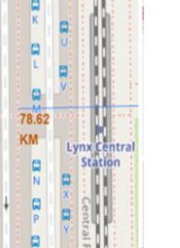 K
U
L
V
M
78.62
KM
Lynx Central
Station
N
X
P
Y
Central F